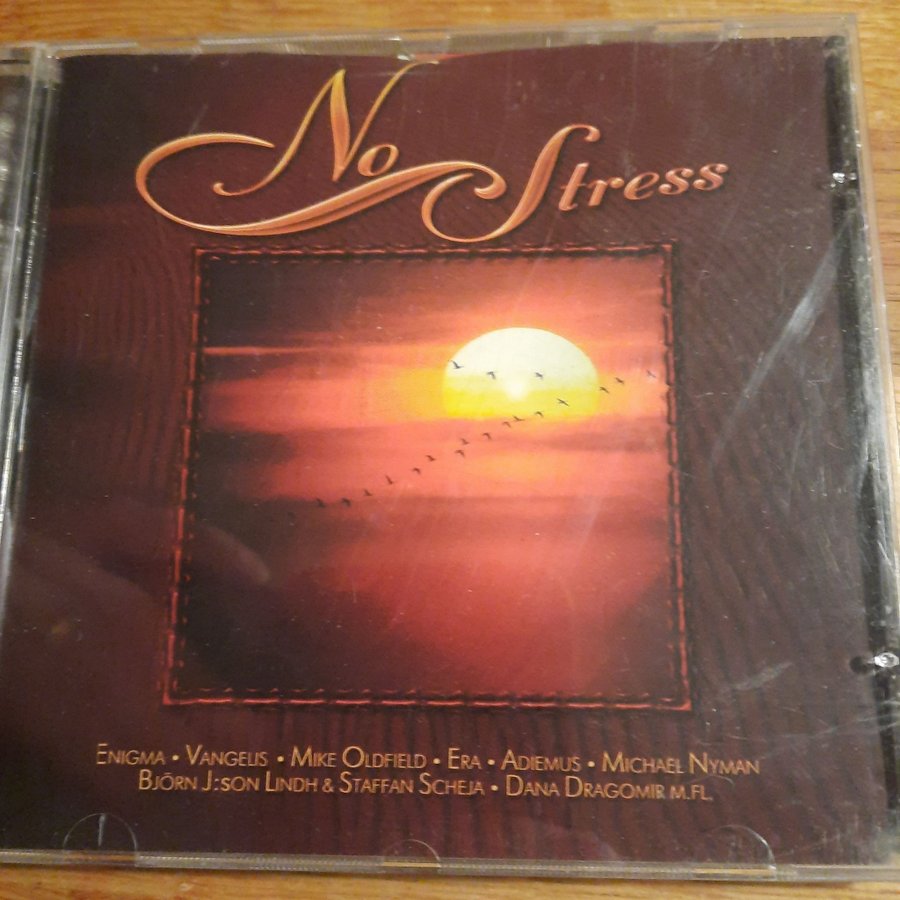 No Stress
Enigma • Vangelis • Mike Oldfield • Era • Adiemus • Michael Nyman
Björn J:son Lindh & Staffan Scheja • Dana Dragomir m.fl.